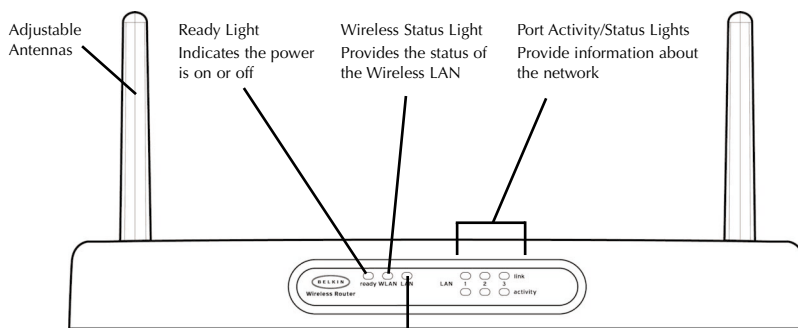 Adjustable
Antennas
Ready Light
Indicates the power
is on or off
Wireless Status Light
Provides the status of
the Wireless LAN
Port Activity/Status Lights
Provide information about
the network
BELKIN
Wireless Router
ready WLAN LAN
LAN 1 2 3
link
activity